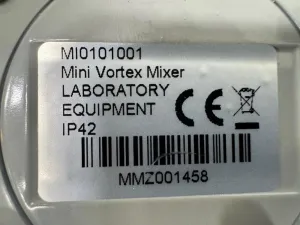 MI0101001
Mini Vortex Mixer
LABORATORY
EQUIPMENT
IP42
CE
MMZ001458